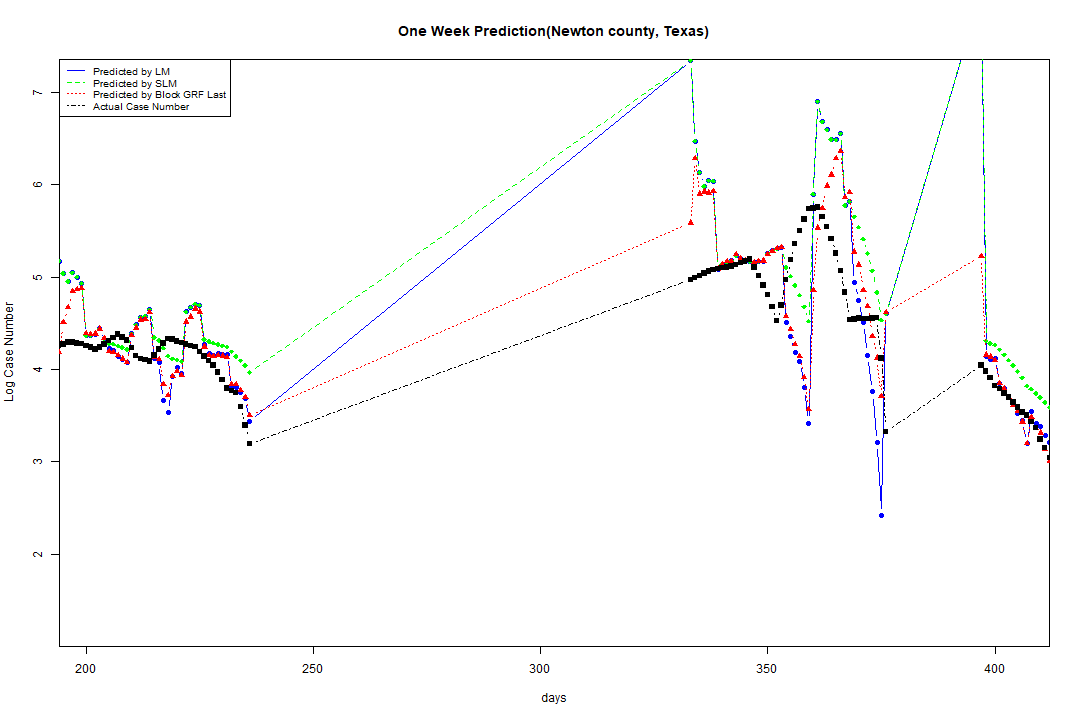 One Week Prediction(Newton county, Texas)
Predicted by LM
Predicted by SLM
Predicted by Block GRF Last
Actual Case Number
7
6
5
4
3
2
Log Case Number
200 250 300 350 400
days